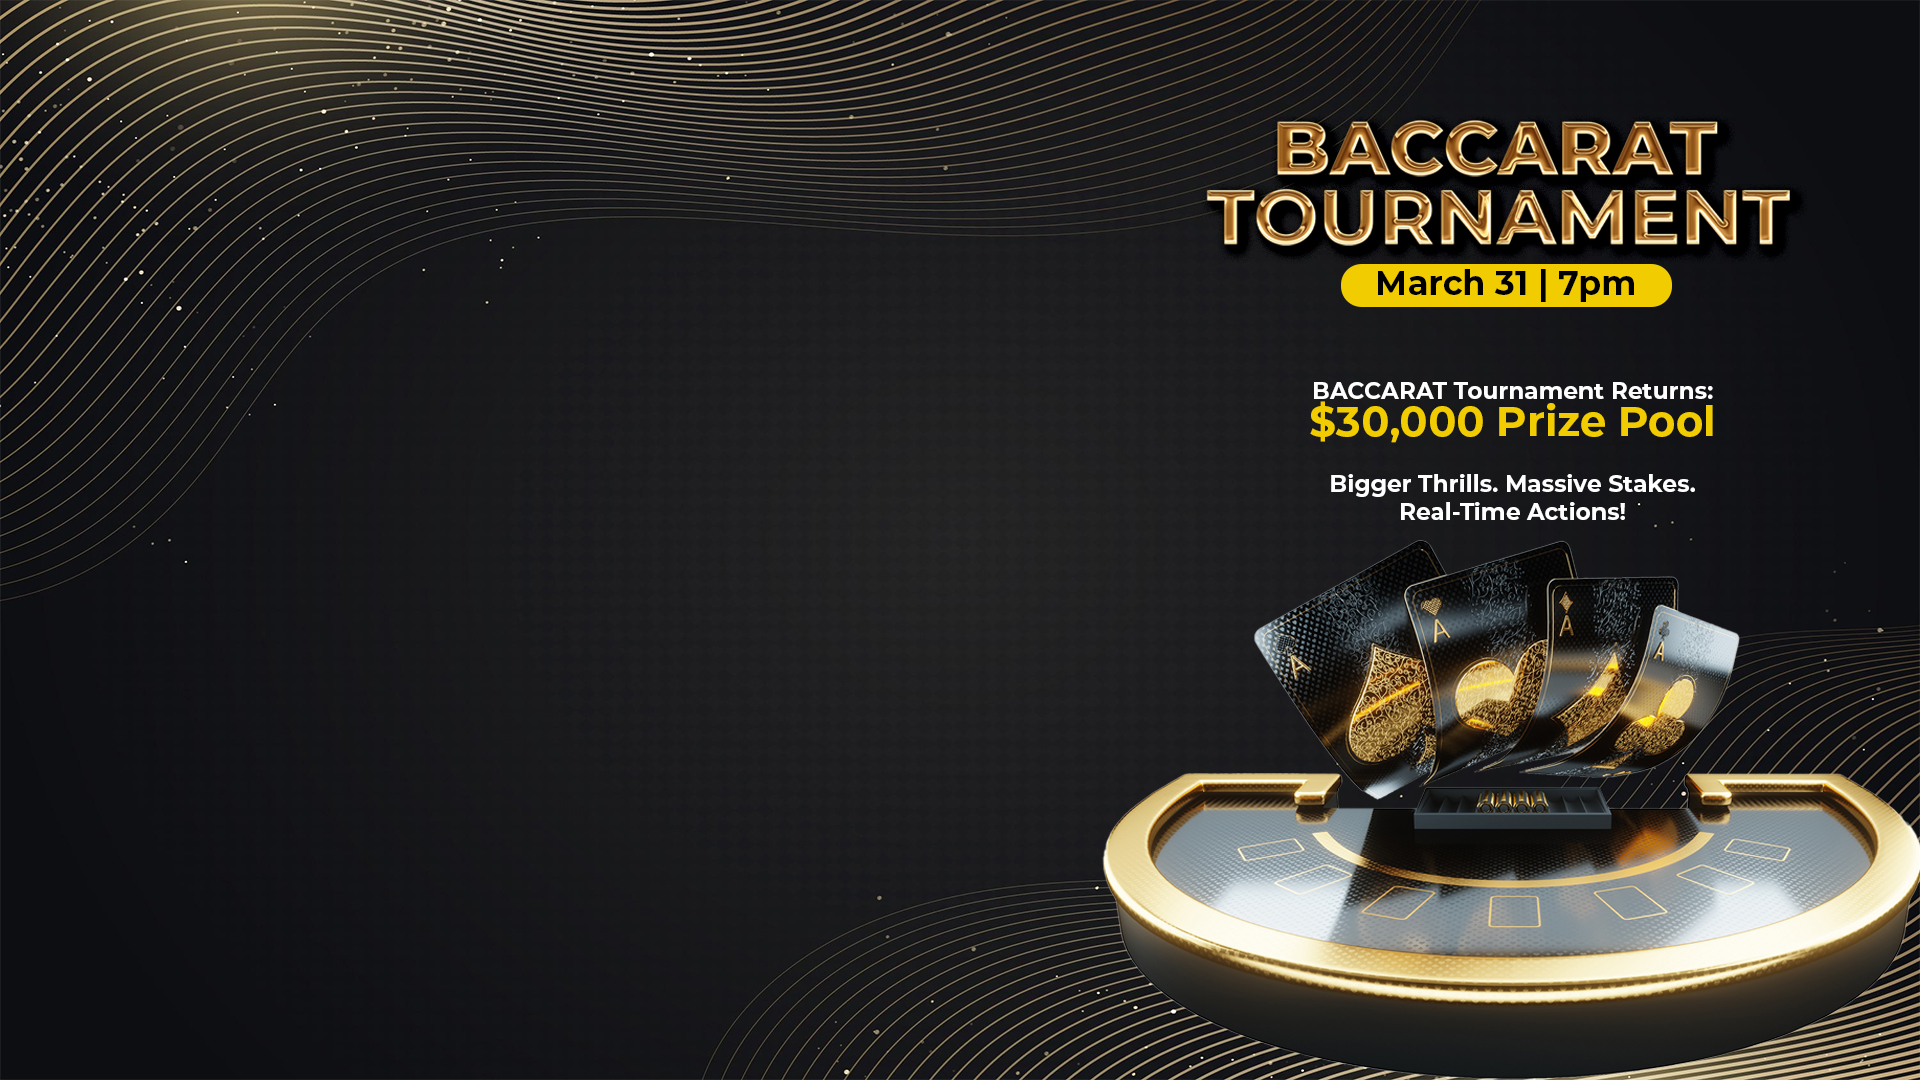 BACCARAT
TOURNAMENT
March 31 | 7pm
BACCARAT Tournament Returns:
$30,000 Prize Pool
Bigger Thrills. Massive Stakes.
Real-Time Actions!
A
A
A
A